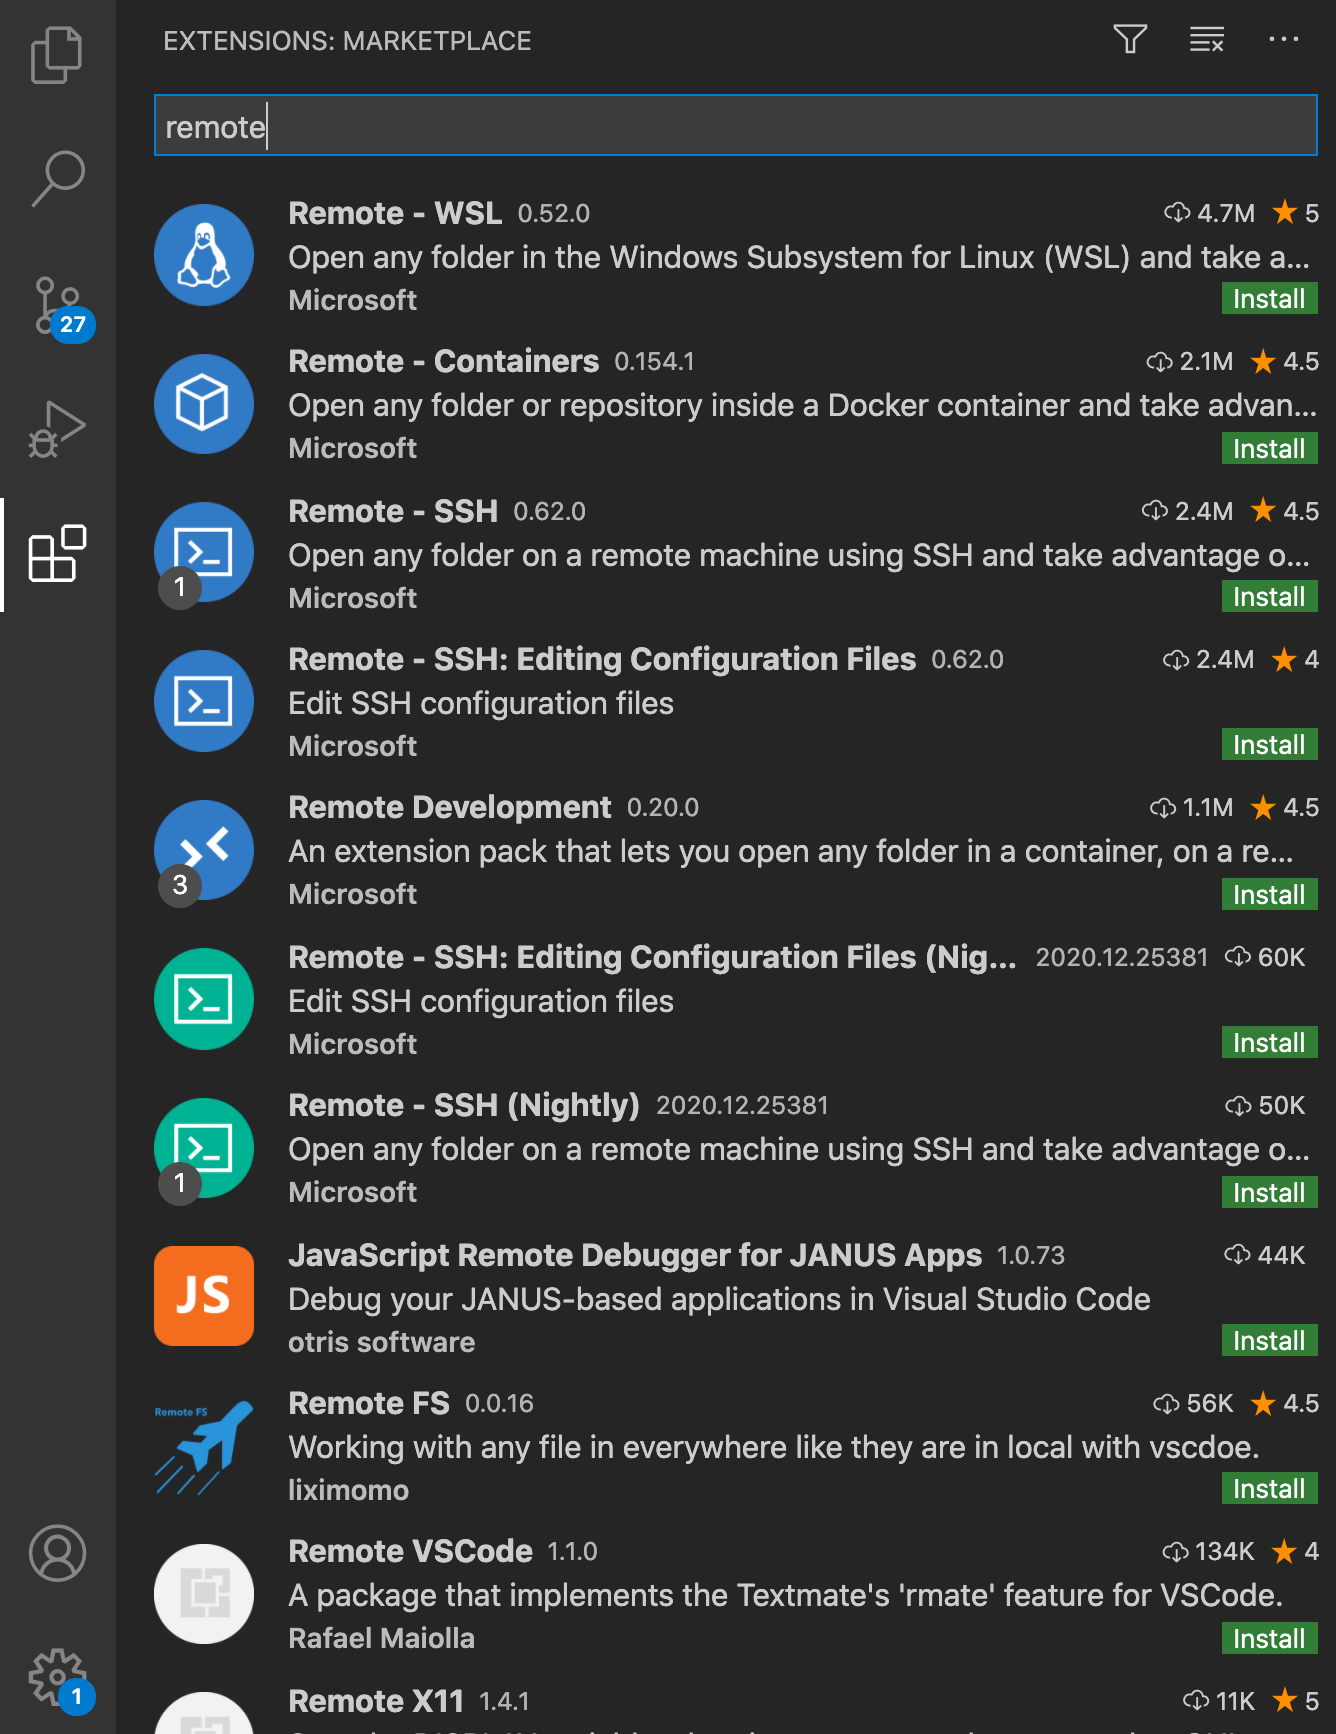 EXTENSIONS: MARKETPLACE
remote
Remote - WSL 0.52.0 4.7M 5
Open any folder in the Windows Subsystem for Linux (WSL) and take a...
Microsoft Install
27
Remote - Containers 0.154.1 2.1M 4.5
Open any folder or repository inside a Docker container and take advan...
Microsoft Install
Remote - SSH 0.62.0 2.4M 4.5
Open any folder on a remote machine using SSH and take advantage o...
1
Microsoft Install
Remote - SSH: Editing Configuration Files 0.62.0 2.4M 4
Edit SSH configuration files
Microsoft Install
Remote Development 0.20.0 1.1M 4.5
An extension pack that lets you open any folder in a container, on a re...
3
Microsoft Install
Remote - SSH: Editing Configuration Files (Nig... 2020.12.25381 60K
Edit SSH configuration files
Microsoft Install
Remote - SSH (Nightly) 2020.12.25381 50K
Open any folder on a remote machine using SSH and take advantage o...
1
Microsoft Install
JavaScript Remote Debugger for JANUS Apps 1.0.73 44K
JS
Debug your JANUS-based applications in Visual Studio Code
otris software Install
Remote FS 0.0.16 56K 4.5
Remote FS
Working with any file in everywhere like they are in local with vscdoe.
liximomo Install
Remote VSCode 1.1.0 134K 4
A package that implements the Textmate's 'rmate' feature for VSCode.
Rafael Maiolla Install
Remote X11 1.4.1 11K 5
1